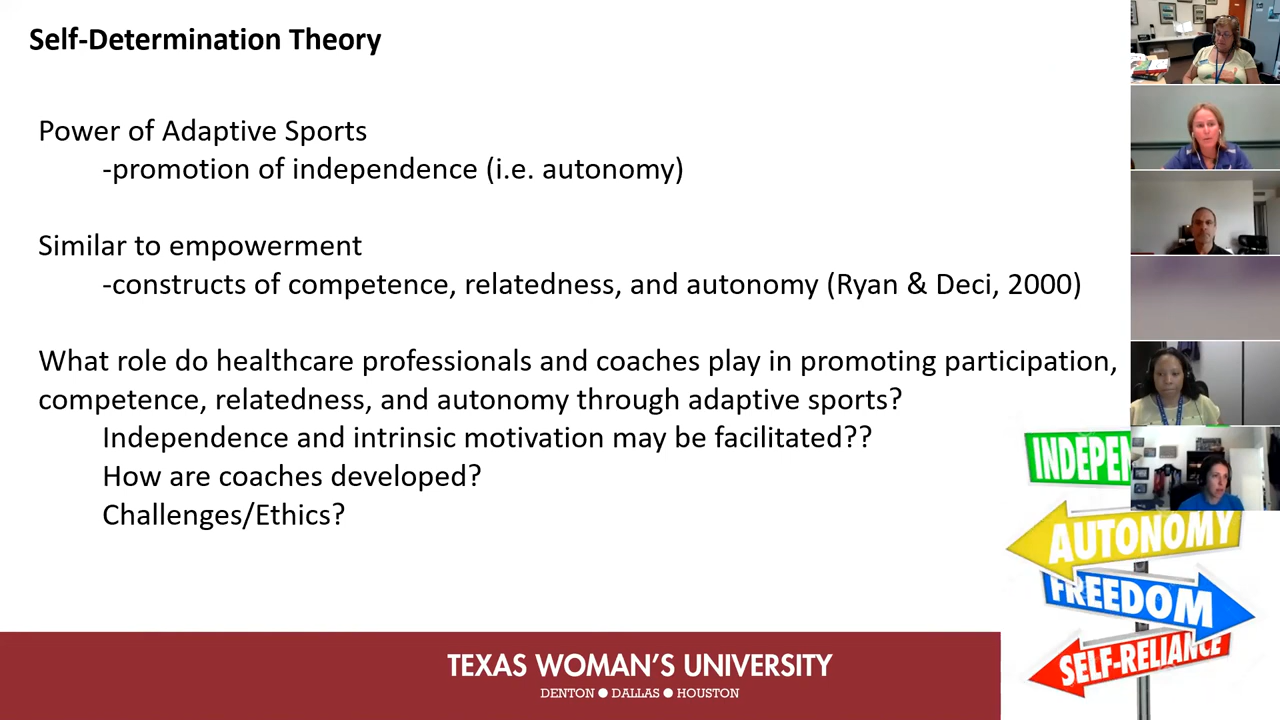 Self-Determination Theory
Power of Adaptive Sports
-promotion of independence (i.e. autonomy)
Similar to empowerment
-constructs of competence, relatedness, and autonomy (Ryan & Deci, 2000)
What role do healthcare professionals and coaches play in promoting participation,
competence, relatedness, and autonomy through adaptive sports?
Independence and intrinsic motivation may be facilitated??
How are coaches developed?
Challenges/Ethics?
INDEPEN
AUTONOMY
FREEDOM
SELF-RELIANCE
TEXAS WOMAN'S UNIVERSITY
DENTON ● DALLAS ● HOUSTON